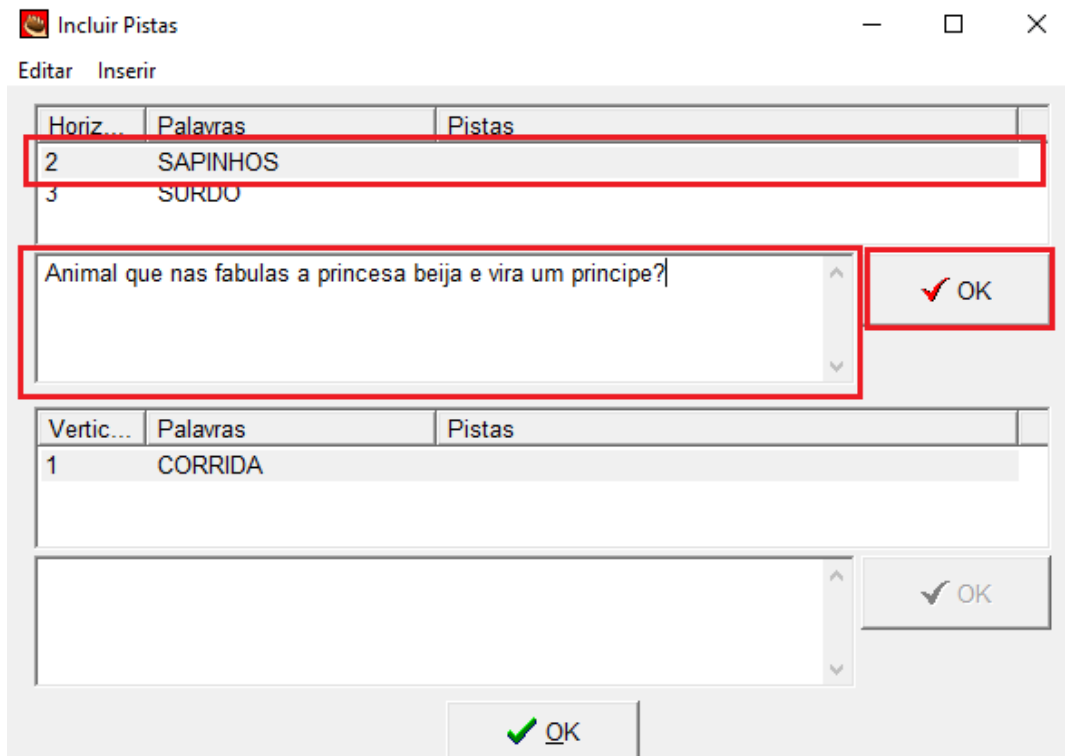 Incluir Pistas
Editar Inserir
Horiz... Palavras Pistas
2 SAPINHOS
3 SURDO
Animal que nas fabulas a princesa beija e vira um principe?
OK
Vertic... Palavras Pistas
1 CORRIDA
OK
OK